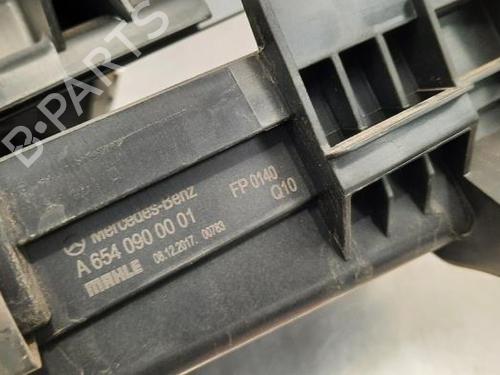 B-PARTS
Mercedes-Benz
FP 0140
A 654 090 00 01
Q10
MAHLE
08.12.2017. 00783